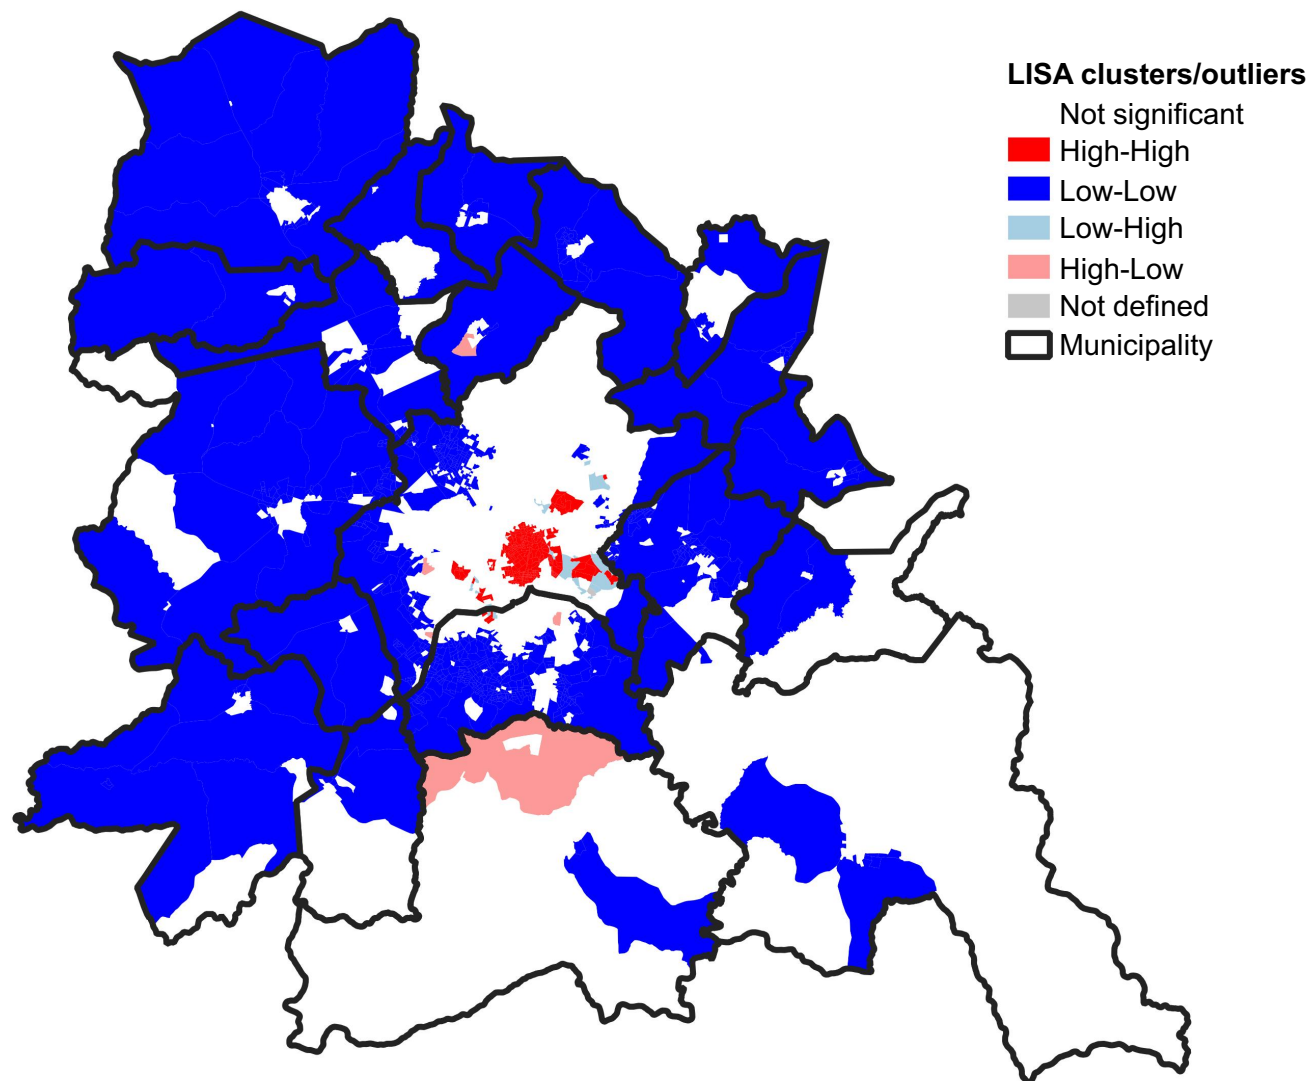 LISA clusters/outliers
Not significant
High-High
Low-Low
Low-High
High-Low
Not defined
Municipality